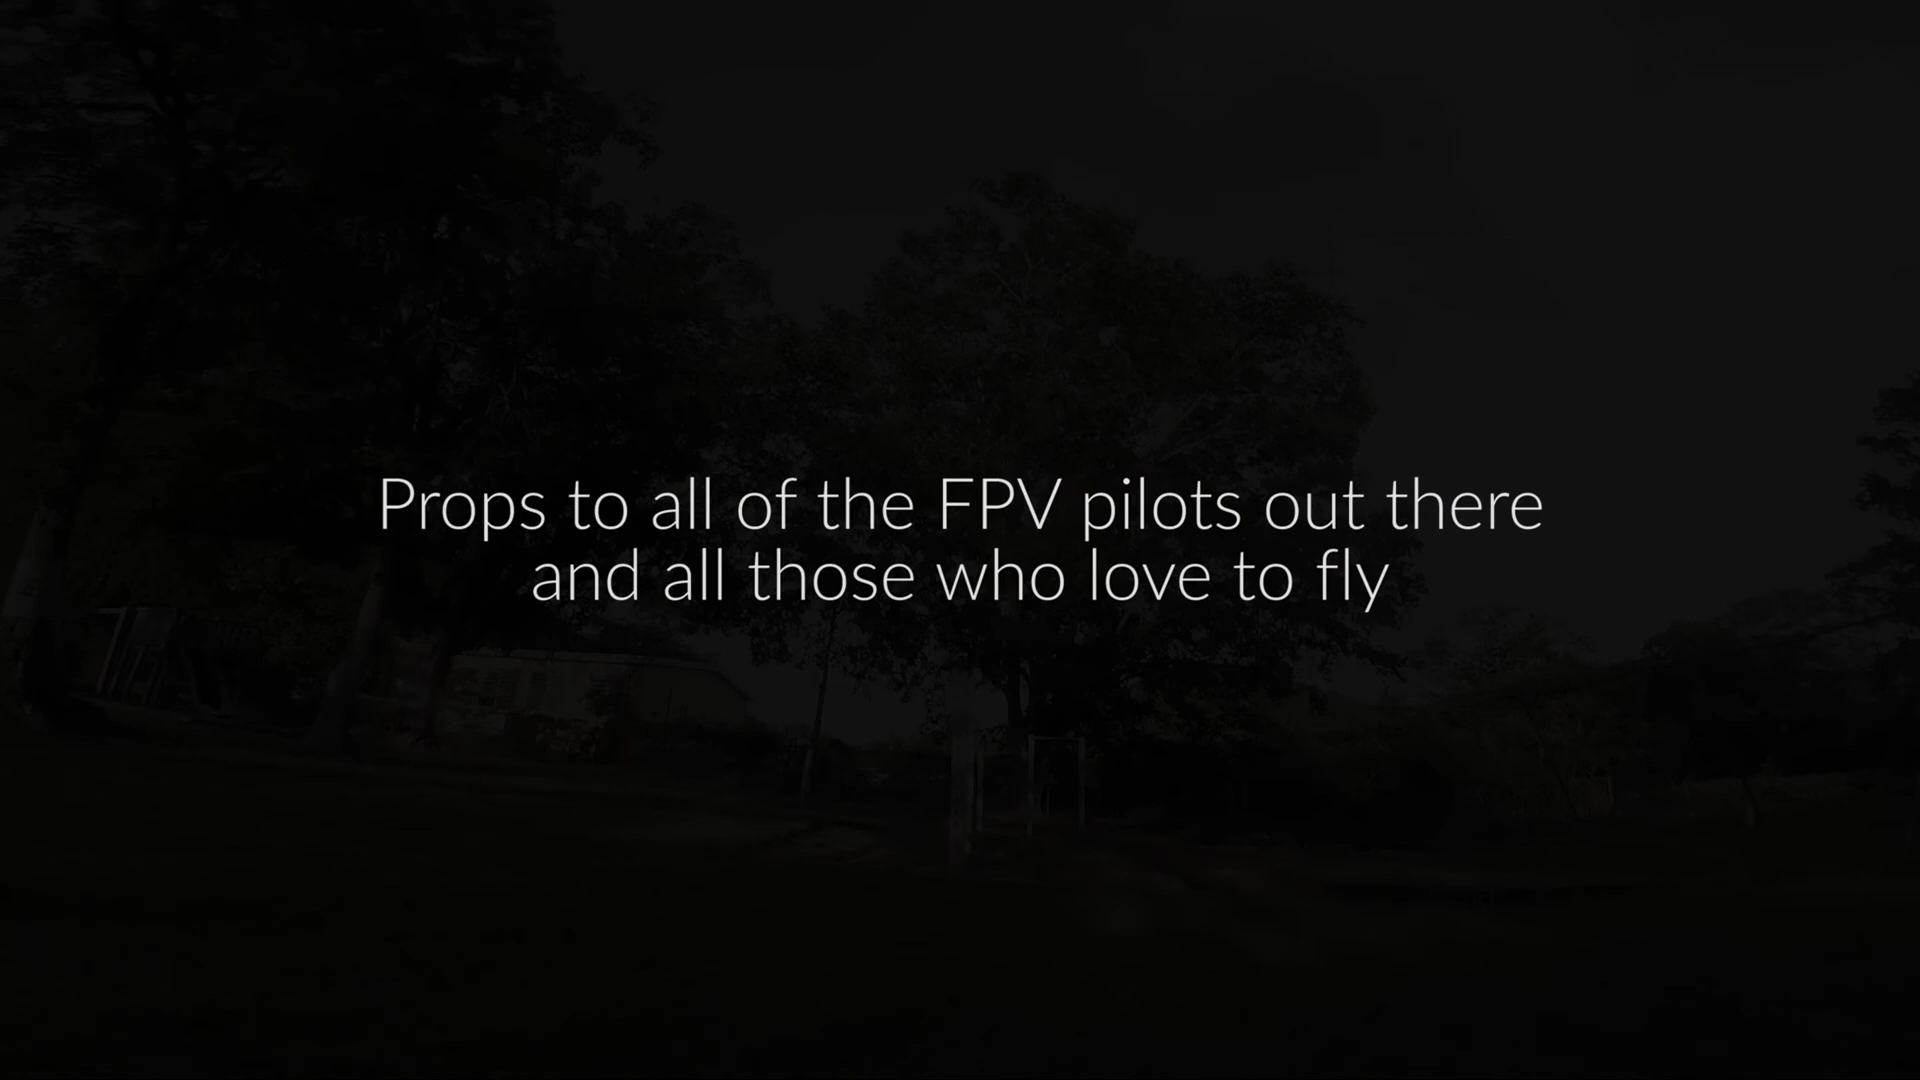 Props to all of the FPV pilots out there
and all those who love to fly